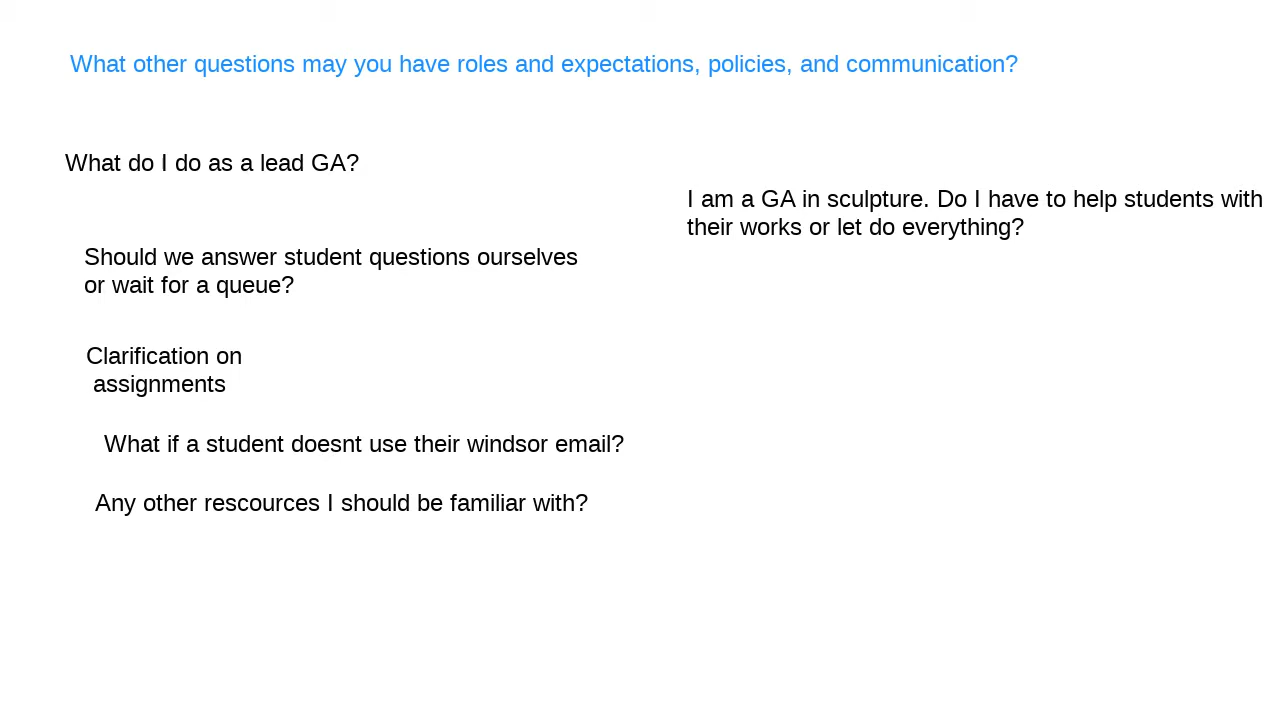 What other questions may you have roles and expectations, policies, and communication?
What do I do as a lead GA?
I am a GA in sculpture. Do I have to help students with
their works or let do everything?
Should we answer student questions ourselves
or wait for a queue?
Clarification on
assignments
What if a student doesnt use their windsor email?
Any other rescources I should be familiar with?